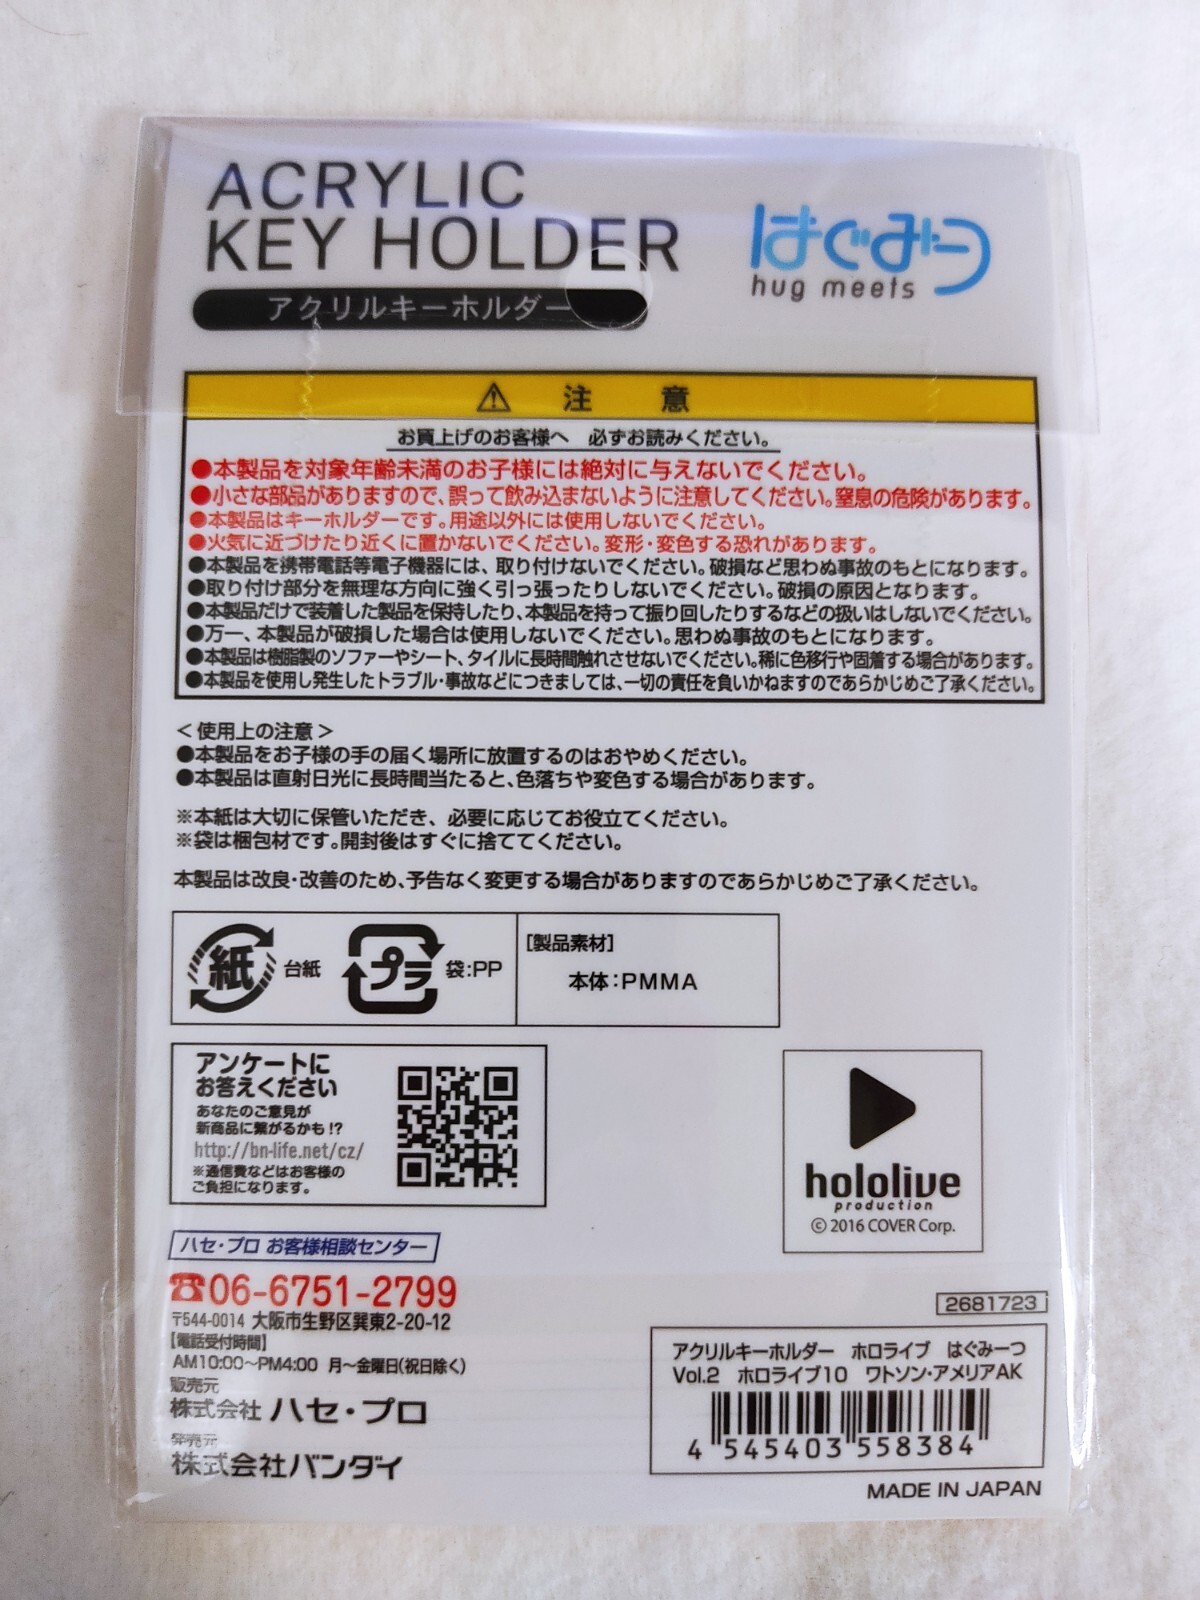 ACRYLIC
KEY HOLDER
アクリルキーホルダー
はぐみーつ
hug meets
注 意
お買上げのお客様へ 必ずお読みください。
●本製品を対象年齢未満のお子様には絶対に与えないでください。
●小さな部品がありますので、誤って飲み込まないように注意してください。窒息の危険があります。
●本製品はキーホルダーです。用途以外には使用しないでください。
●火気に近づけたり近くに置かないでください。変形・変色する恐れがあります。
●本製品を携帯電話等電子機器には、取り付けないでください。破損など思わぬ事故のもとになります。
●取り付け部分を無理な方向に強く引っ張ったりしないでください。破損の原因となります。
●本製品だけで装着した製品を保持したり、本製品を持って振り回したりするなどの扱いはしないでください。
●万一、本製品が破損した場合は使用しないでください。思わぬ事故のもとになります。
●本製品は樹脂製のソファーやシート、タイルに長時間触れさせないでください。稀に色移行や固着する場合があります。
●本製品を使用し発生したトラブル・事故などにつきましては、一切の責任を負いかねますのであらかじめご了承ください。
＜使用上の注意＞
●本製品をお子様の手の届く場所に放置するのはおやめください。
●本製品は直射日光に長時間当たると、色落ちや変色する場合があります。
※本紙は大切に保管いただき、必要に応じてお役立てください。
※袋は梱包材です。開封後はすぐに捨ててください。
本製品は改良・改善のため、予告なく変更する場合がありますのであらかじめご了承ください。
紙 台紙 プラ 袋:PP
[製品素材]
本体:PMMA
アンケートに
お答えください
あなたのご意見が
新商品に繋がるかも!?
http://bn-life.net/cz/
※通信費などはお客様の
ご負担になります。
hololive
production
© 2016 COVER Corp.
ハセ・プロ お客様相談センター
☎06-6751-2799
〒544-0014 大阪市生野区巽東2-20-12
【電話受付時間】
AM10:00〜PM4:00 月〜金曜日(祝日除く)
販売元
株式会社 ハセ・プロ
発売元
株式会社バンダイ
2681723
アクリルキーホルダー ホロライブ はぐみーつ
Vol.2 ホロライブ10 ワトソン・アメリアAK
4 545403 558384
MADE IN JAPAN